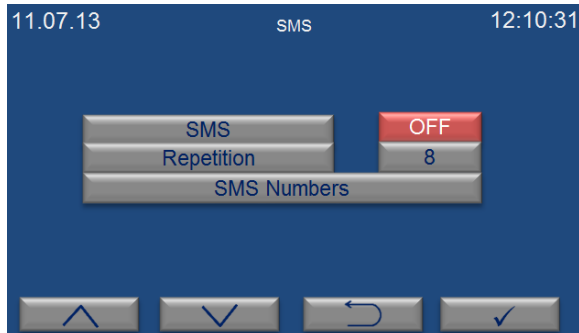 11.07.13 SMS 12:10:31
SMS OFF
Repetition 8
SMS Numbers